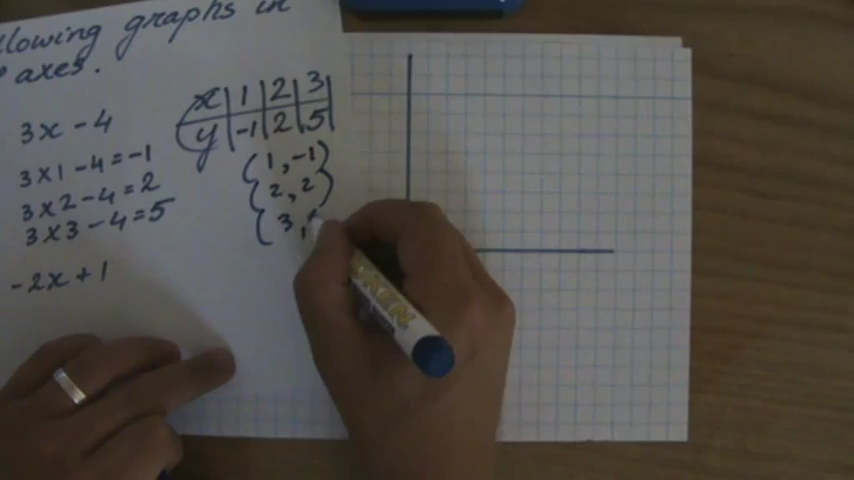 llowing graphs in
axes.
3x - 4
3x1 - 4 = -1
3x2 - 4 = 2
3x3 - 4 = 5
-2x + 1
x | 1 | 2 | 3 |
y | -1 | 2 | 5 |
(1, -1)
(2, 2)
(3,